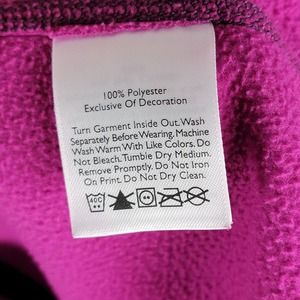 100% Polyester
Exclusive Of Decoration
Turn Garment Inside Out. Wash
Separately Before Wearing. Machine
Wash Warm With Like Colors. Do
Not Bleach. Tumble Dry Medium.
Remove Promptly. Do Not Iron
On Print. Do Not Dry Clean.
40C